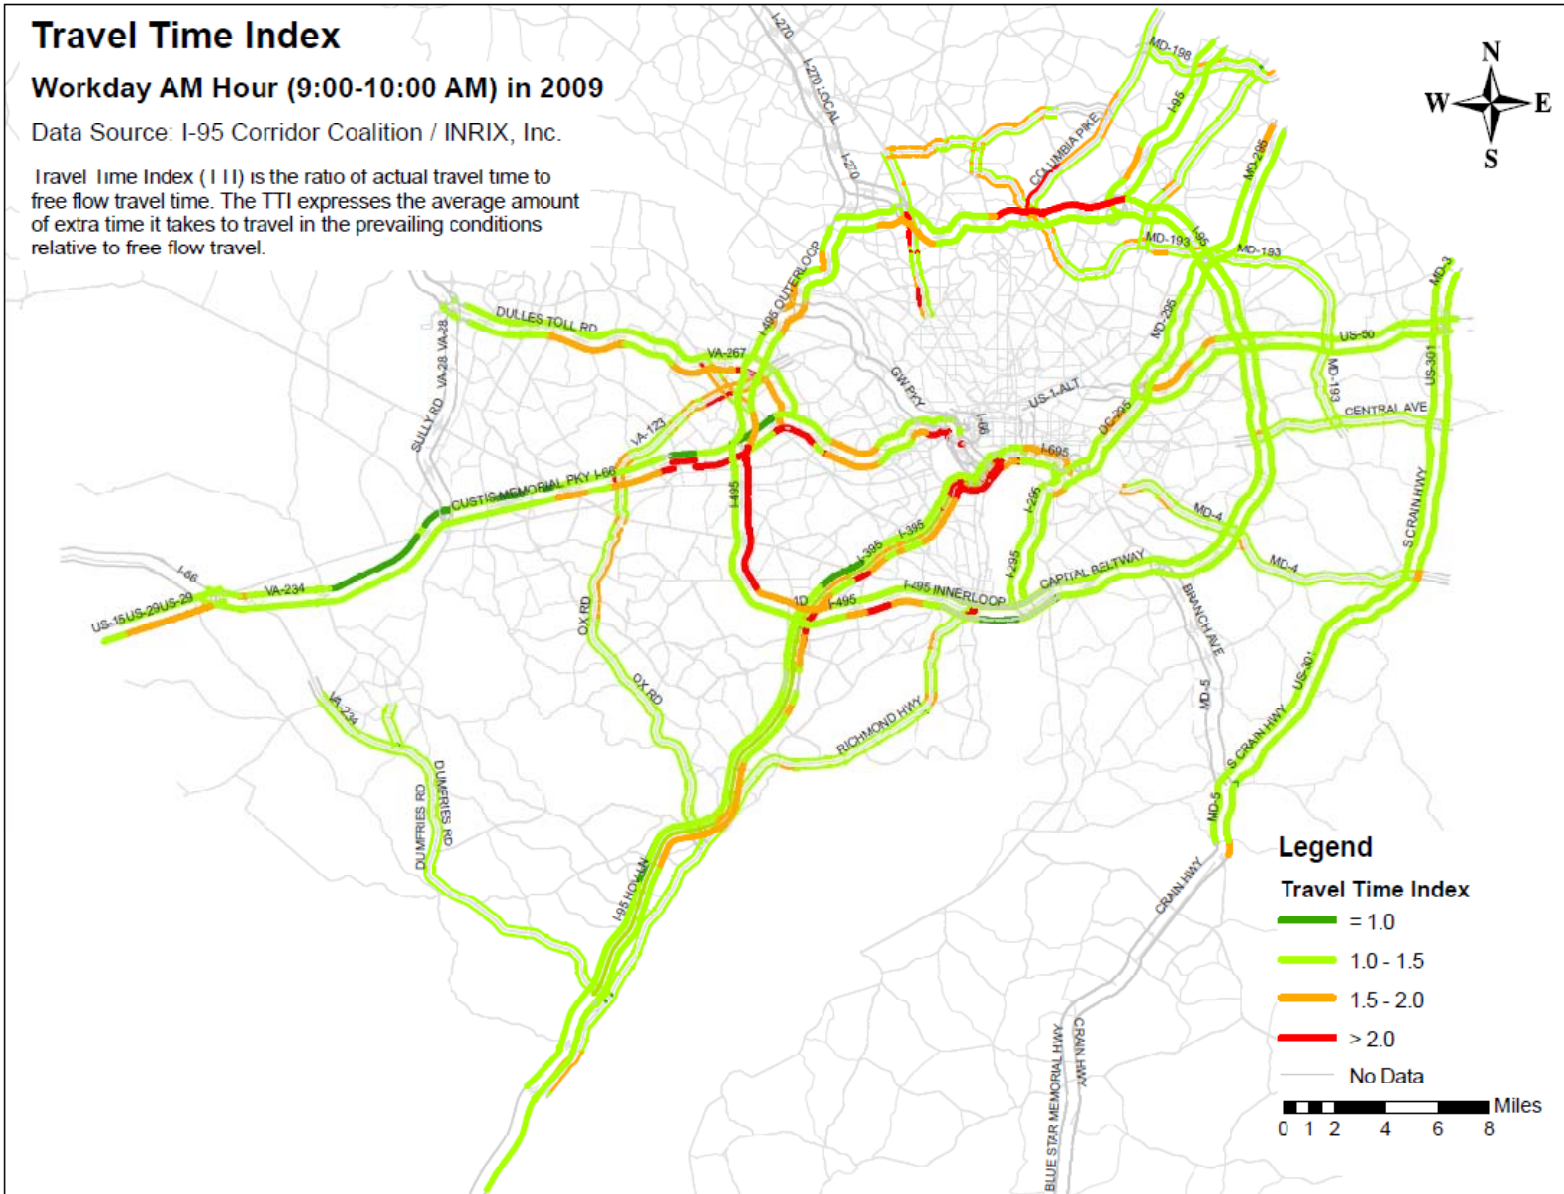 Travel Time Index
Workday AM Hour (9:00-10:00 AM) in 2009
Data Source: I-95 Corridor Coalition / INRIX, Inc.
Travel Time Index (TTI) is the ratio of actual travel time to
free flow travel time. The TTI expresses the average amount
of extra time it takes to travel in the prevailing conditions
relative to free flow travel.
N
W E
S
I-270
I-270 LOCAL
I-270
MD-198
I-95
COLUMBIA PIKE
MD-295
I-95
MD-193
MD-193
MD-3
I-495 OUTERLOOP
DULLES TOLL RD
VA-28 VA-28
VA-267
MD-295
US-50
US-301
MD-193
GW PKY
US-1-ALT
CENTRAL AVE
SULLY RD
VA-123
I-66
DC-295
I-695
CUSTIS MEMORIAL PKY I-66
I-495
I-295
MD-4
S CRAIN HWY
I-395
I-395
I-66
VA-234
I-295
CAPITAL BELTWAY
MD-4
US-15US-29US-29
OX RD
1D
I-495
I-495 INNERLOOP
BRANCH AVE
VA-234
OX RD
RICHMOND HWY
MD-5
US-301
S CRAIN HWY
DUMFRIES RD
DUMFRIES RD
MD-5
I-95 HOV LN
CRAIN HWY
BLUE STAR MEMORIAL HWY
CRAIN HWY
Legend
Travel Time Index
= 1.0
1.0 - 1.5
1.5 - 2.0
> 2.0
No Data
Miles
0 1 2 4 6 8